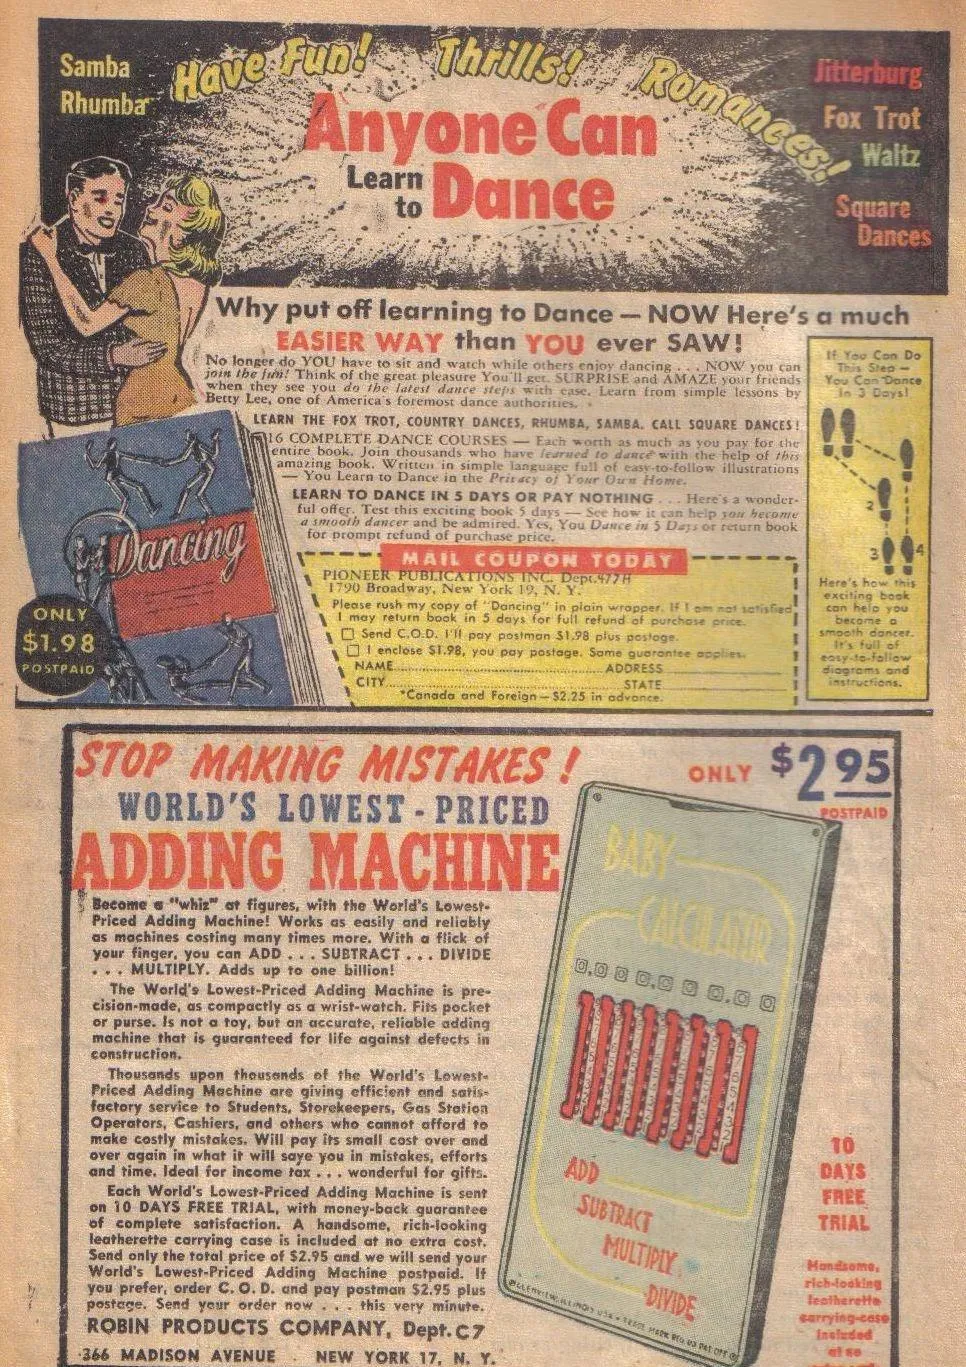 Samba
Rhumba
Have Fun! Thrills! Romances!
Jitterburg
Fox Trot
Waltz
Square
Dances
Anyone Can
Learn
to Dance
Why put off learning to Dance — NOW Here's a much
EASIER WAY than YOU ever SAW!
No longer do YOU have to sit and watch while others enjoy dancing . . . NOW you can
join the fun! Think of the great pleasure You'll get. SURPRISE and AMAZE your friends
when they see you do the latest dance steps with ease. Learn from simple lessons by
Betty Lee, one of America's foremost dance authorities.
LEARN THE FOX TROT, COUNTRY DANCES, RHUMBA, SAMBA. CALL SQUARE DANCES!
16 COMPLETE DANCE COURSES — Each worth as much as you pay for the
entire book. Join thousands who have learned to dance with the help of this
amazing book. Written in simple language full of easy-to-follow illustrations
— You Learn to Dance in the Privacy of Your Own Home.
LEARN TO DANCE IN 5 DAYS OR PAY NOTHING . . . Here's a wonder-
ful offer. Test this exciting book 5 days — See how it can help you become
a smooth dancer and be admired. Yes, You Dance in 5 Days or return book
for prompt refund of purchase price.
If You Can Do
This Step —
You Can Dance
In 3 Days!
2
3
4
Here's how this
exciting book
can help you
become a
smooth dancer.
It's full of
easy-to-follow
diagrams and
instructions.
Dancing
ONLY
$1.98
POSTPAID
MAIL COUPON TODAY
PIONEER PUBLICATIONS INC. Dept.477H
1790 Broadway, New York 19, N. Y.
Please rush my copy of "Dancing" in plain wrapper. If I am not satisfied
I may return book in 5 days for full refund of purchase price.
Send C.O.D. I'll pay postman $1.98 plus postage.
I enclose $1.98, you pay postage. Same guarantee applies.
NAME ADDRESS
CITY STATE
*Canada and Foreign — $2.25 in advance.
STOP MAKING MISTAKES!
WORLD'S LOWEST-PRICED
ADDING MACHINE
ONLY $2.95
POSTPAID
Become a "whiz" at figures, with the World's Lowest-
Priced Adding Machine! Works as easily and reliably
as machines costing many times more. With a flick of
your finger, you can ADD . . . SUBTRACT . . . DIVIDE
. . . MULTIPLY. Adds up to one billion!
The World's Lowest-Priced Adding Machine is pre-
cision-made, as compactly as a wrist-watch. Fits pocket
or purse. Is not a toy, but an accurate, reliable adding
machine that is guaranteed for life against defects in
construction.
Thousands upon thousands of the World's Lowest-
Priced Adding Machine are giving efficient and satis-
factory service to Students, Storekeepers, Gas Station
Operators, Cashiers, and others who cannot afford to
make costly mistakes. Will pay its small cost over and
over again in what it will save you in mistakes, efforts
and time. Ideal for income tax . . . wonderful for gifts.
Each World's Lowest-Priced Adding Machine is sent
on 10 DAYS FREE TRIAL, with money-back guarantee
of complete satisfaction. A handsome, rich-looking
leatherette carrying case is included at no extra cost.
Send only the total price of $2.95 and we will send your
World's Lowest-Priced Adding Machine postpaid. If
you prefer, order C.O.D. and pay postman $2.95 plus
postage. Send your order now . . . this very minute.
ROBIN PRODUCTS COMPANY, Dept. C7
366 MADISON AVENUE NEW YORK 17, N. Y.
BABY
CALCULATOR
0,000,000.00
ADD
SUBTRACT
MULTIPLY
DIVIDE
10
DAYS
FREE
TRIAL
Handsome,
rich-looking
leatherette
carrying-case
included
at no